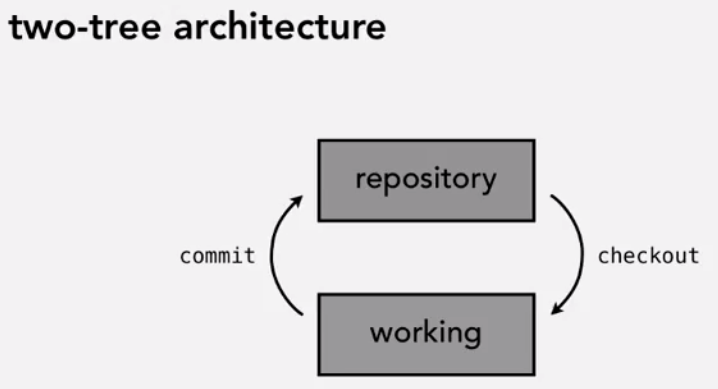 two-tree architecture
repository
commit
checkout
working